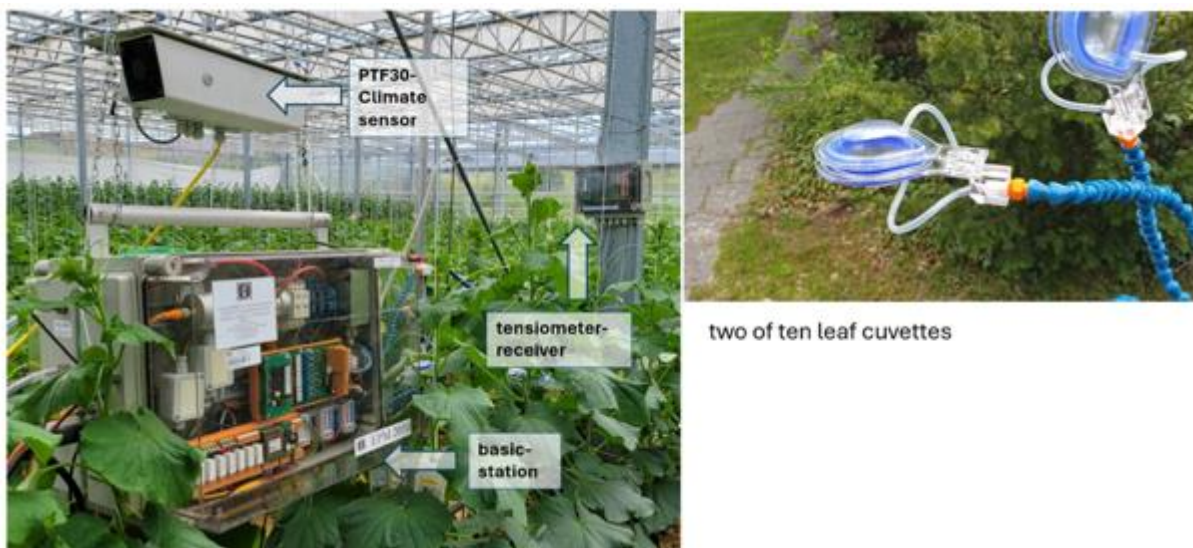 PTF30-
Climate
sensor
tensiometer-
receiver
basic-
station
two of ten leaf cuvettes